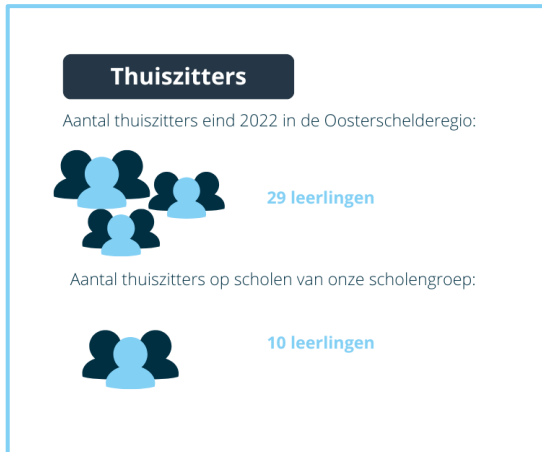 Thuiszitters
Aantal thuiszitters eind 2022 in de Oosterschelderegio:
29 leerlingen
Aantal thuiszitters op scholen van onze scholengroep:
10 leerlingen